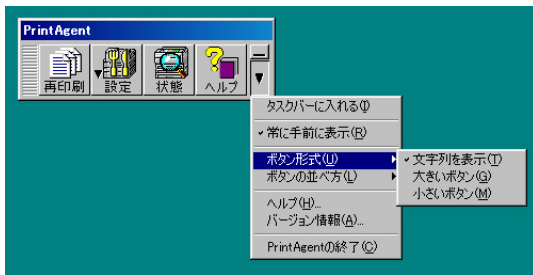 PrintAgent
再印刷 設定 状態 ヘルプ
タスクバーに入れる(I)
常に手前に表示(R)
ボタン形式(U)
ボタンの並べ方(L)
ヘルプ(H)...
バージョン情報(A)...
PrintAgentの終了(C)
文字列を表示(T)
大きいボタン(G)
小さいボタン(M)